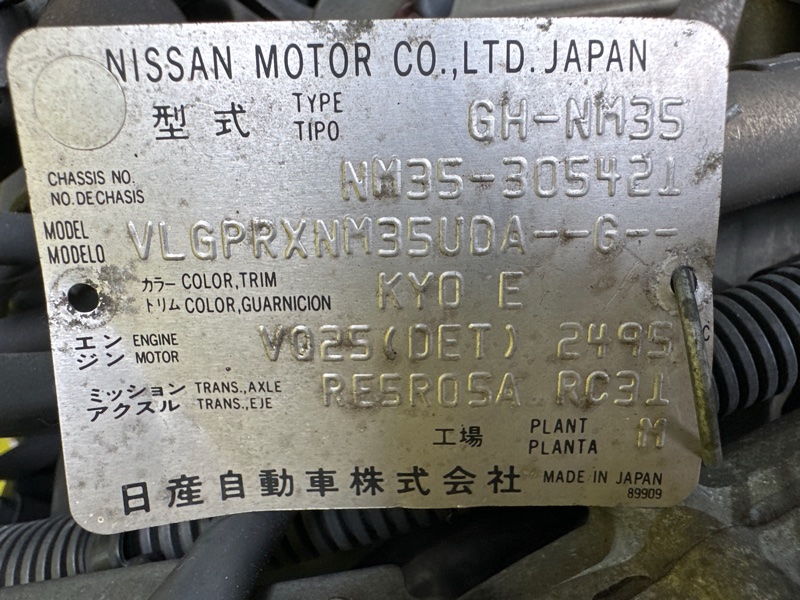 NISSAN MOTOR CO.,LTD. JAPAN
型式 TYPE TIPO GH-NM35
CHASSIS NO. NO. DE CHASIS NM35-305421
MODEL MODELO VLGPRXNM35UDA--G--
カラー COLOR,TRIM トリム COLOR,GUARNICION KY0 E
エンジン ENGINE MOTOR VQ25(DET) 2495
ミッション TRANS.,AXLE アクスル TRANS.,EJE RE5R05A RC31
工場 PLANT PLANTA M
日産自動車株式会社 MADE IN JAPAN
89909